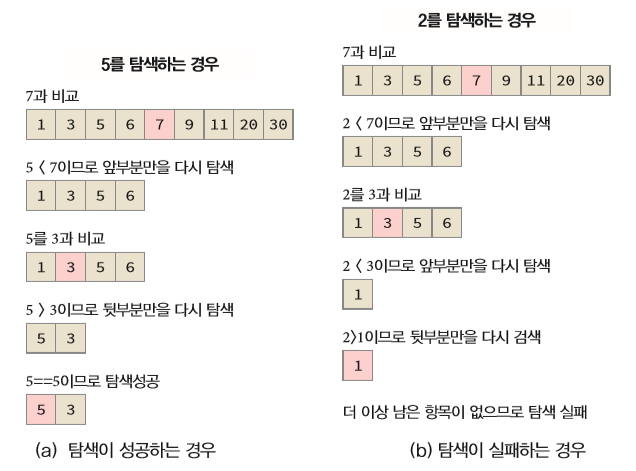 5를 탐색하는 경우
7과 비교
1 3 5 6 7 9 11 20 30
5 < 7이므로 앞부분만을 다시 탐색
1 3 5 6
5를 3과 비교
1 3 5 6
5 > 3이므로 뒷부분만을 다시 탐색
5 3
5==5이므로 탐색성공
5 3
(a) 탐색이 성공하는 경우
2를 탐색하는 경우
7과 비교
1 3 5 6 7 9 11 20 30
2 < 7이므로 앞부분만을 다시 탐색
1 3 5 6
2를 3과 비교
1 3 5 6
2 < 3이므로 앞부분만을 다시 탐색
1
2>1이므로 뒷부분만을 다시 검색
1
더 이상 남은 항목이 없으므로 탐색 실패
(b) 탐색이 실패하는 경우